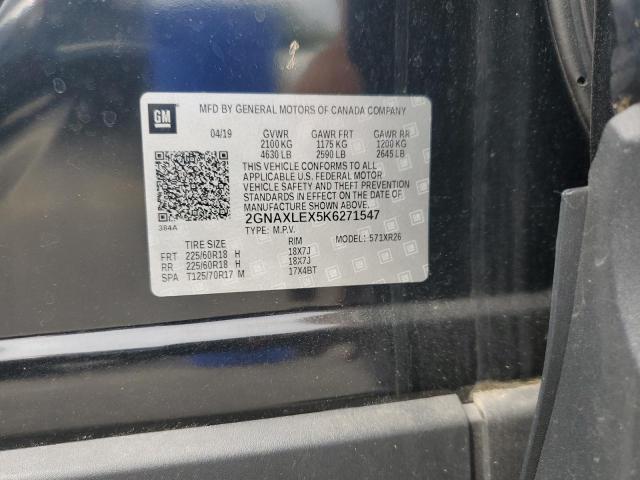 GM
MFD BY GENERAL MOTORS OF CANADA COMPANY
04/19 GVWR GAWR FRT GAWR RR
2100 KG 1175 KG 1200 KG
4630 LB 2590 LB 2645 LB
THIS VEHICLE CONFORMS TO ALL
APPLICABLE U.S. FEDERAL MOTOR
VEHICLE SAFETY AND THEFT PREVENTION
STANDARDS IN EFFECT ON THE DATE OF
MANUFACTURE SHOWN ABOVE.
384A
2GNAXLEX5K6271547
TYPE: M.P.V. MODEL: 571XR26
TIRE SIZE RIM
FRT 225/60R18 H 18X7J
RR 225/60R18 H 18X7J
SPA T125/70R17 M 17X4BT